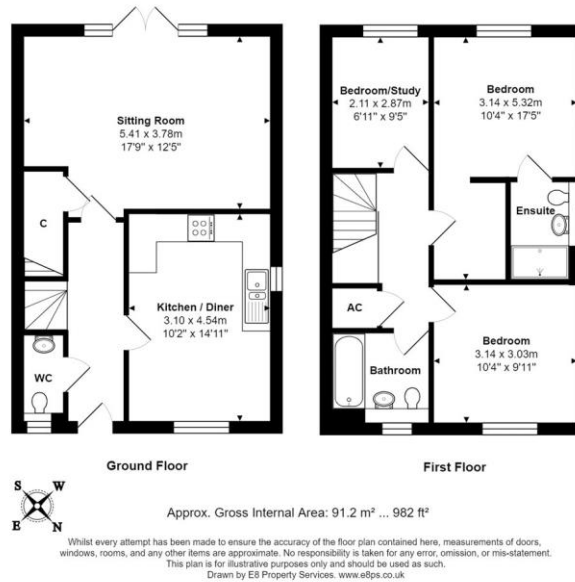 Sitting Room
5.41 x 3.78m
17'9" x 12'5"
C
Kitchen / Diner
3.10 x 4.54m
10'2" x 14'11"
WC
Ground Floor
Bedroom/Study
2.11 x 2.87m
6'11" x 9'5"
Bedroom
3.14 x 5.32m
10'4" x 17'5"
Ensuite
AC
Bathroom
Bedroom
3.14 x 3.03m
10'4" x 9'11"
First Floor
S W
E N
Approx. Gross Internal Area: 91.2 m² ... 982 ft²
Whilst every attempt has been made to ensure the accuracy of the floor plan contained here, measurements of doors,
windows, rooms, and any other items are approximate. No responsibility is taken for any error, omission, or mis-statement.
This plan is for illustrative purposes only and should be used as such.
Drawn by E8 Property Services. www.e8ps.co.uk